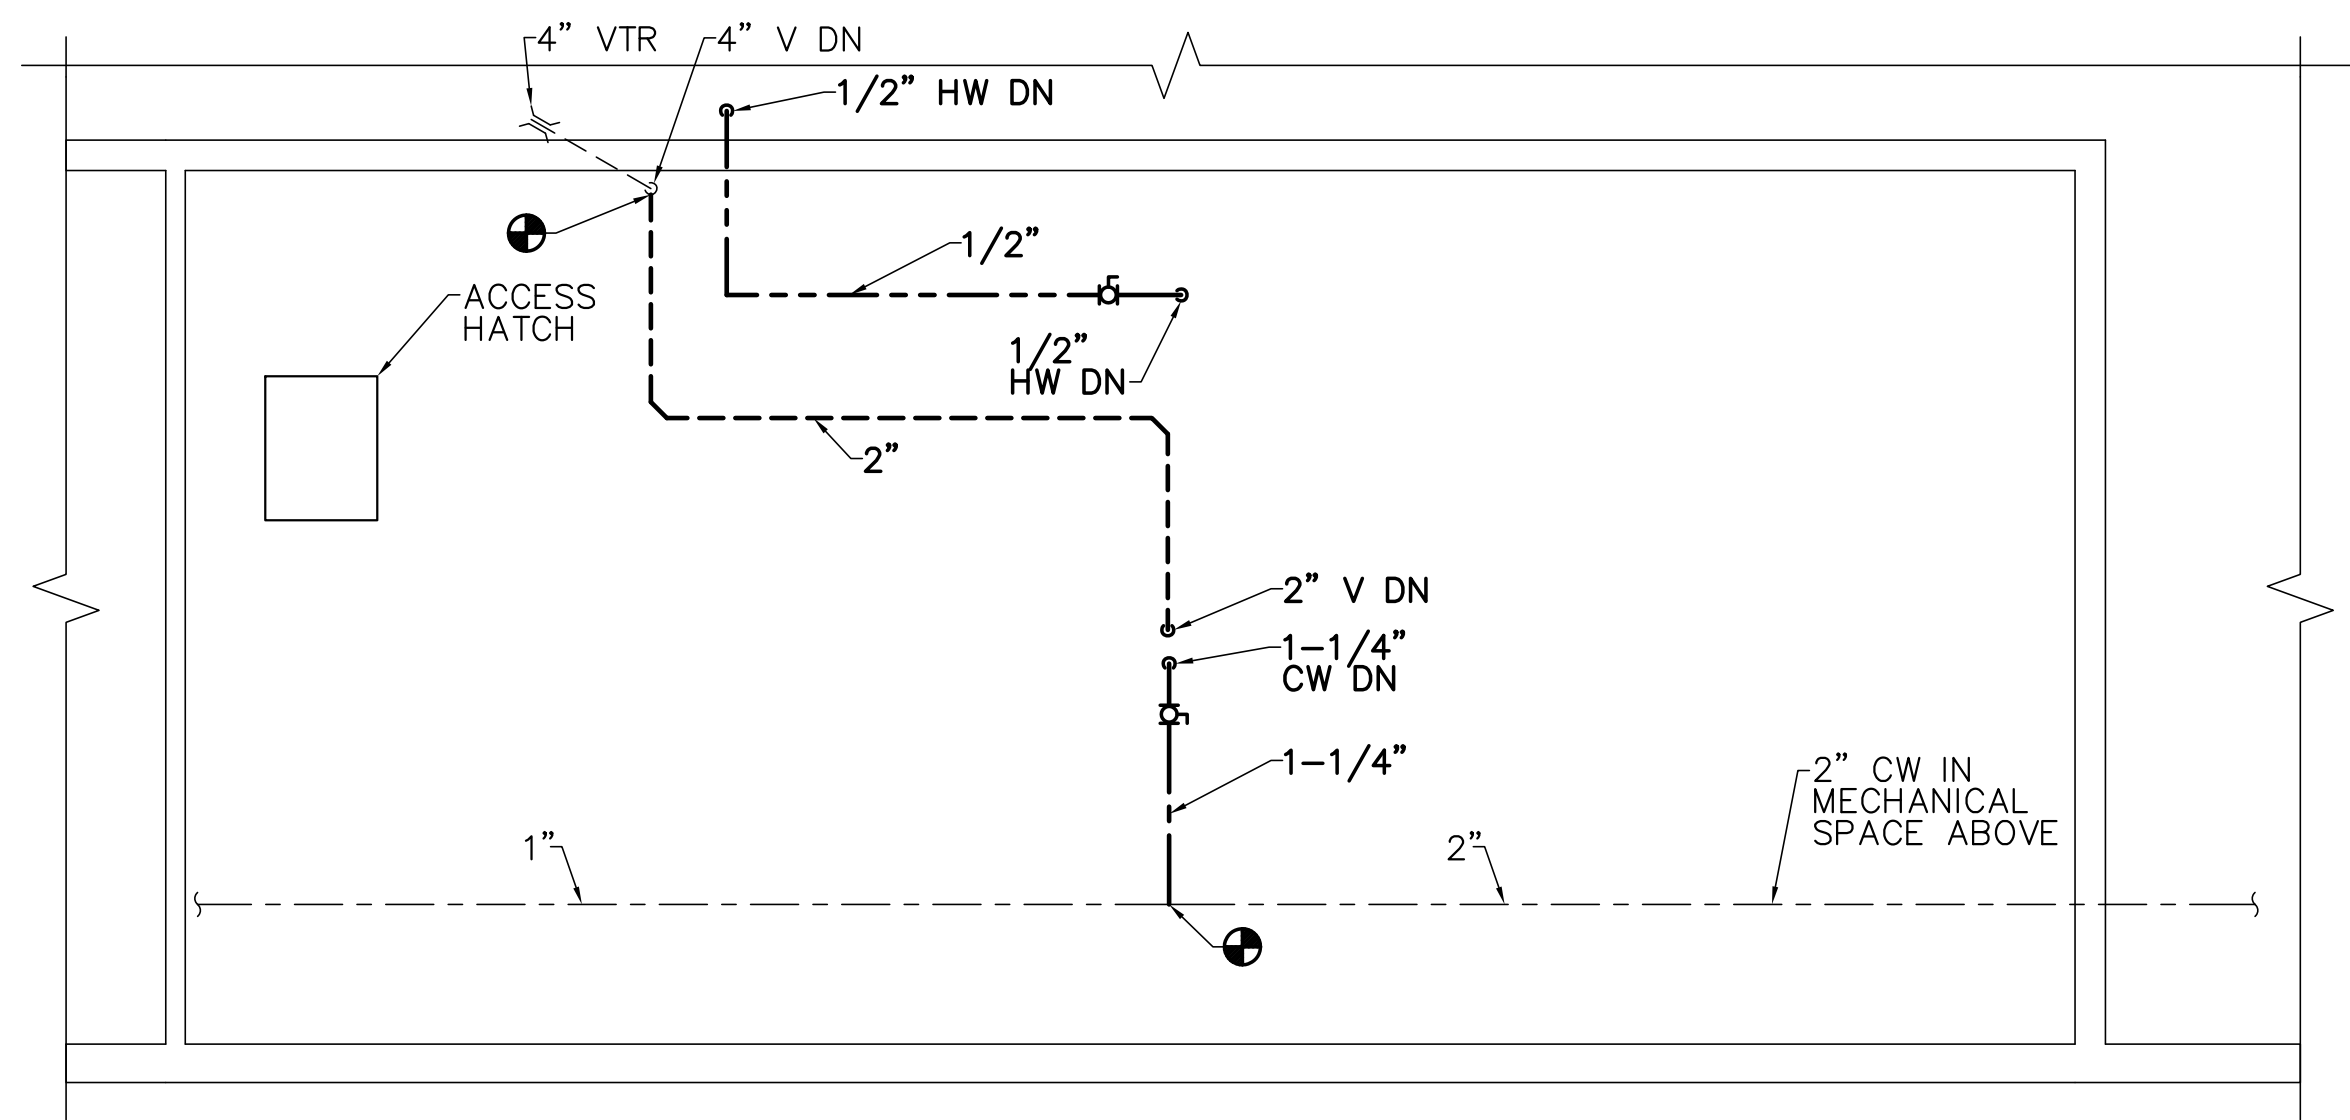 4” VTR
4” V DN
1/2” HW DN
1/2”
ACCESS
HATCH
1/2”
HW DN
2”
2” V DN
1-1/4”
CW DN
1-1/4”
2” CW IN
MECHANICAL
SPACE ABOVE
1”
2”